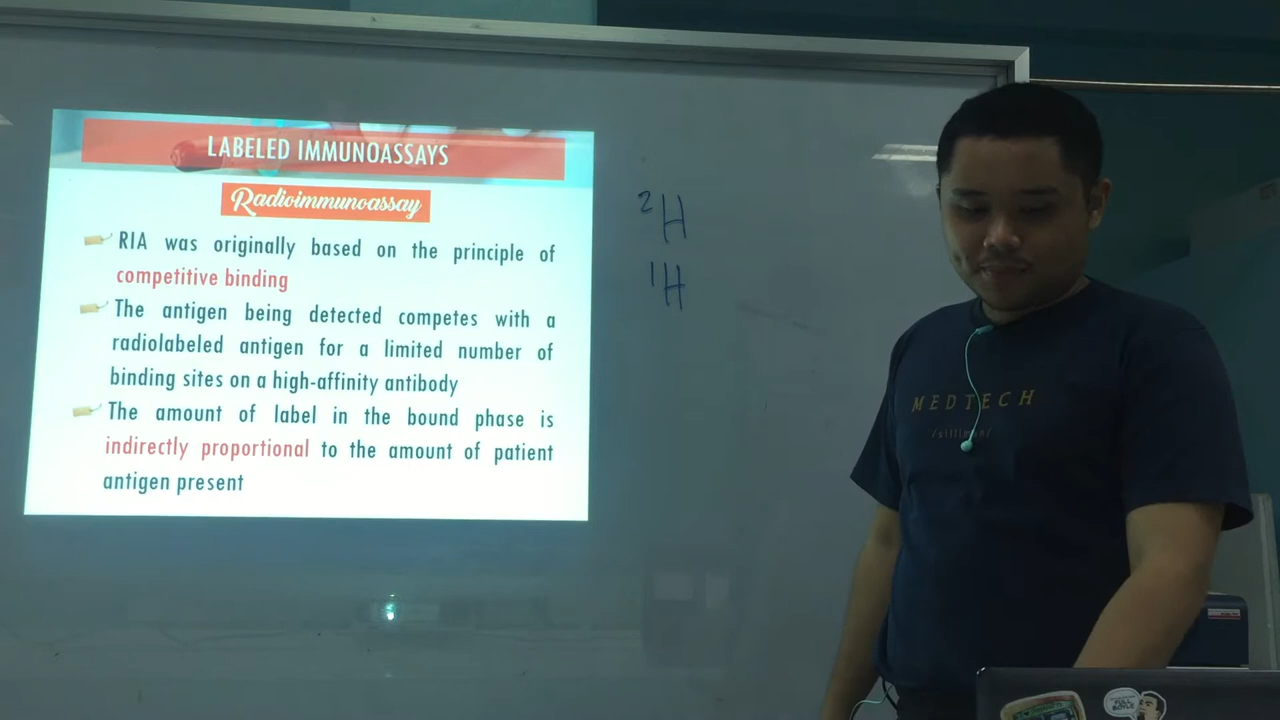 LABELED IMMUNOASSAYS
Radioimmunoassay
RIA was originally based on the principle of
competitive binding
The antigen being detected competes with a
radiolabeled antigen for a limited number of
binding sites on a high-affinity antibody
The amount of label in the bound phase is
indirectly proportional to the amount of patient
antigen present
²H
¹H
MEDTECH